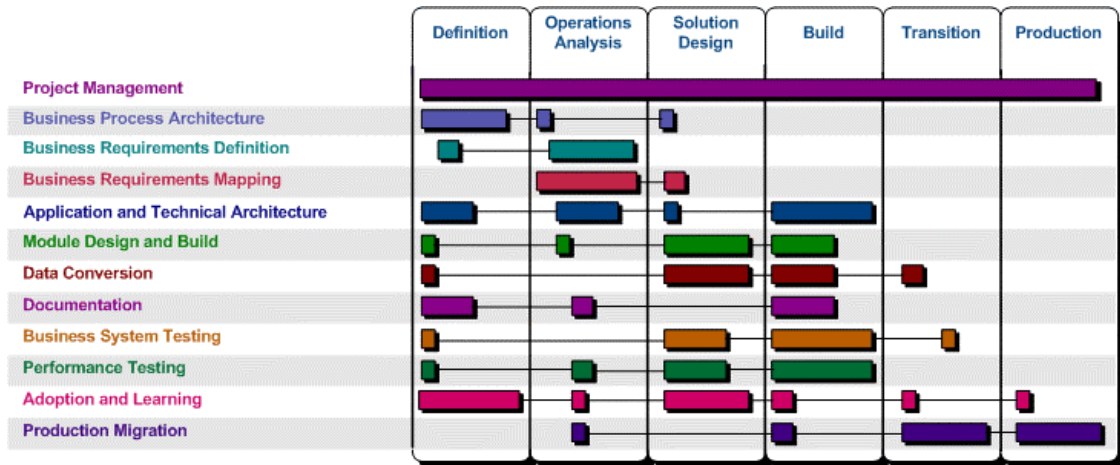 Definition
Operations
Analysis
Solution
Design
Build
Transition
Production
Project Management
Business Process Architecture
Business Requirements Definition
Business Requirements Mapping
Application and Technical Architecture
Module Design and Build
Data Conversion
Documentation
Business System Testing
Performance Testing
Adoption and Learning
Production Migration